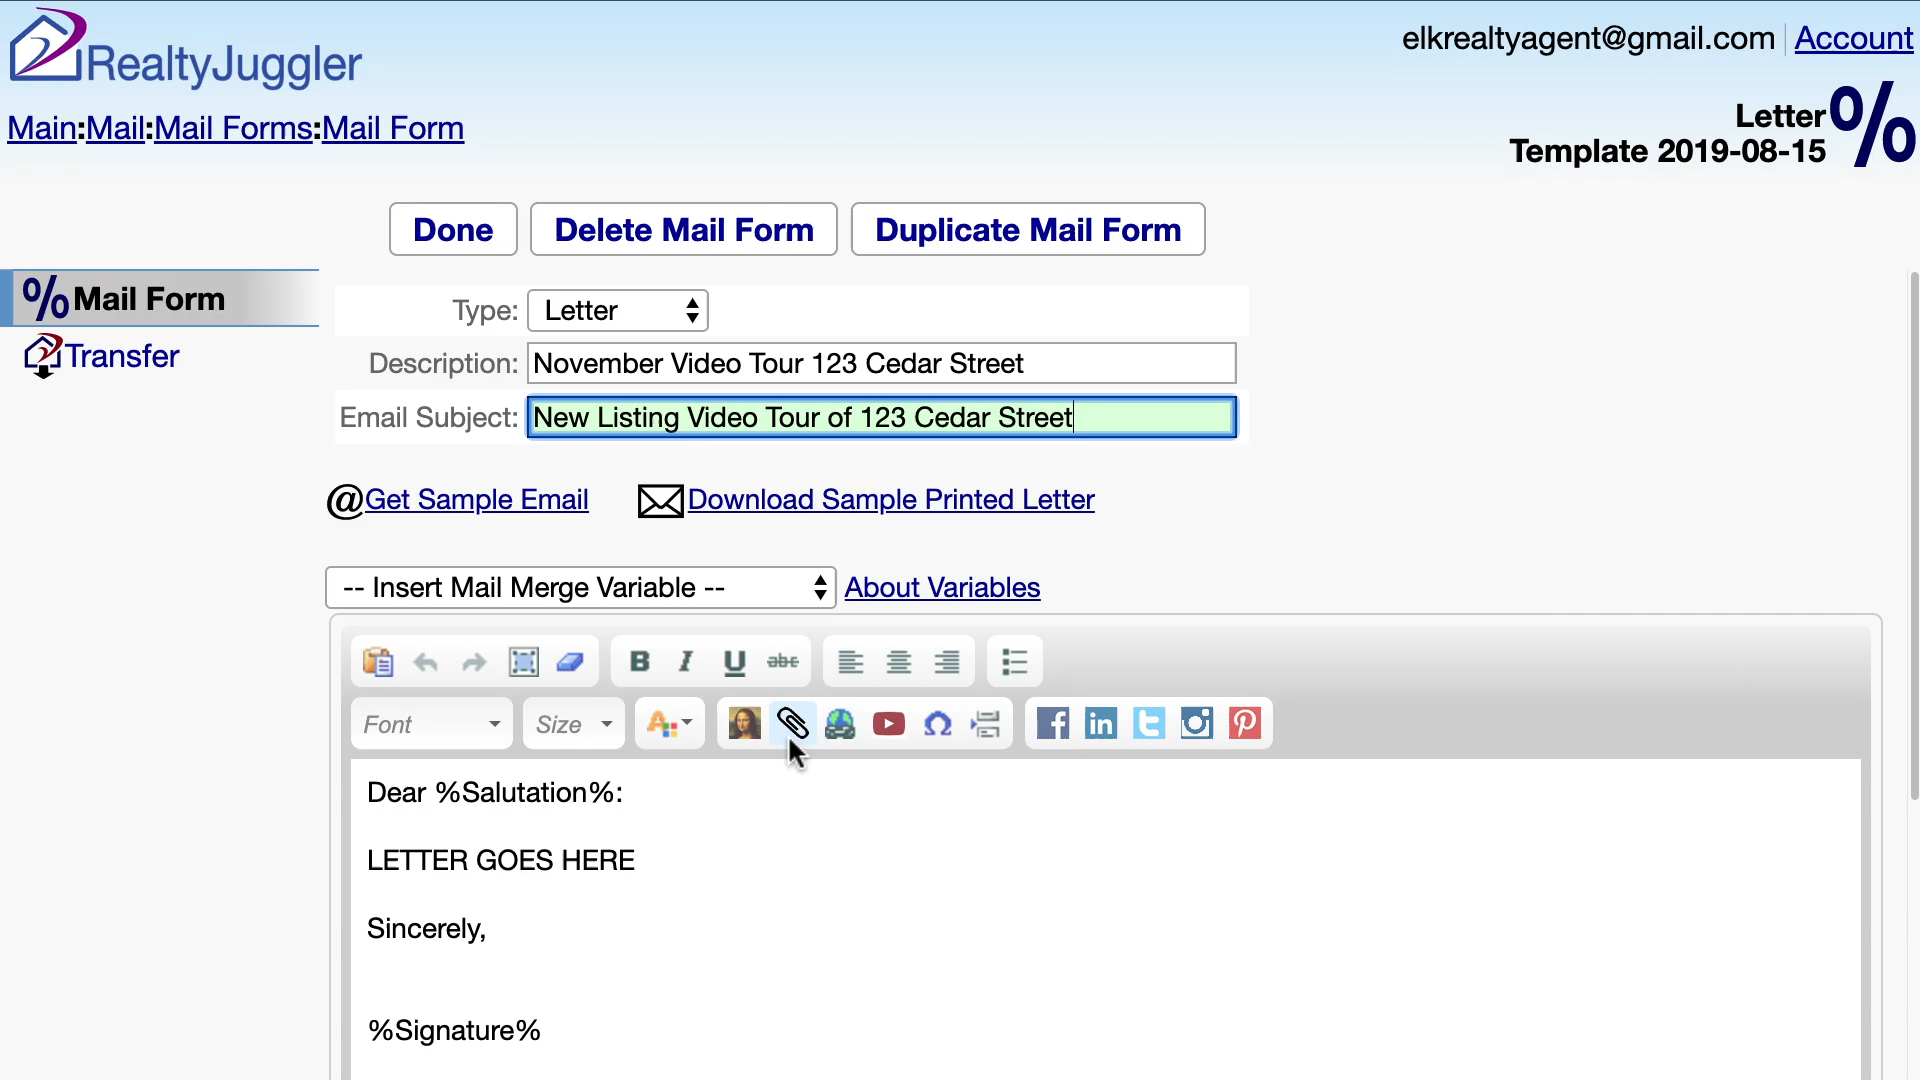 RealtyJuggler
elkrealtyagent@gmail.com Account
Main:Mail:Mail Forms:Mail Form
Letter
Template 2019-08-15
%
Done Delete Mail Form Duplicate Mail Form
% Mail Form
Transfer
Type: Letter
Description: November Video Tour 123 Cedar Street
Email Subject: New Listing Video Tour of 123 Cedar Street
@Get Sample Email Download Sample Printed Letter
-- Insert Mail Merge Variable -- About Variables
B I U abc
Font Size A Ω f in t P
Dear %Salutation%:
LETTER GOES HERE
Sincerely,
%Signature%